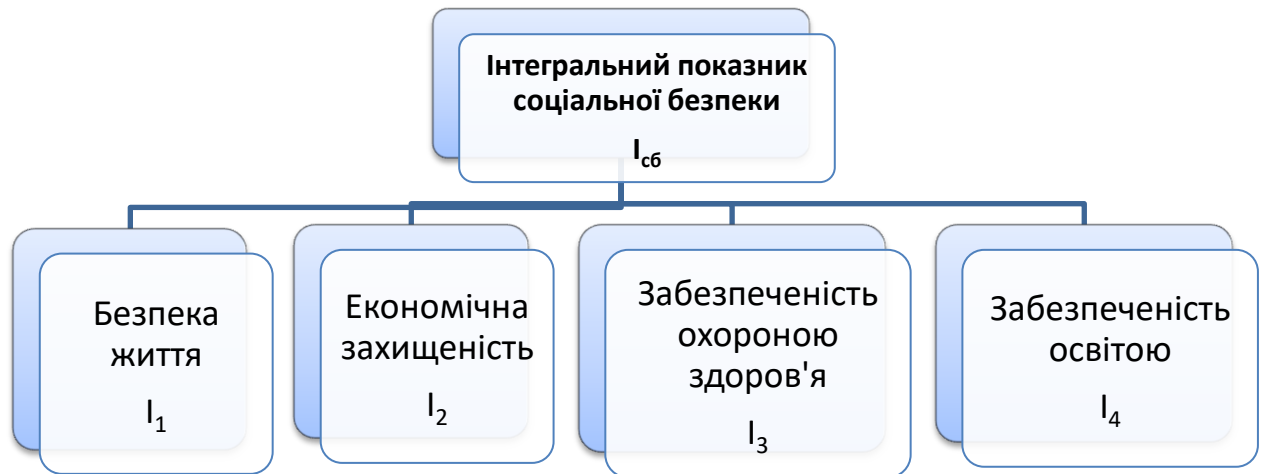 Інтегральний показник
соціальної безпеки
Iсб
Безпека
життя
I1
Економічна
захищеність
I2
Забезпеченість
охороною
здоров'я
I3
Забезпеченість
освітою
I4